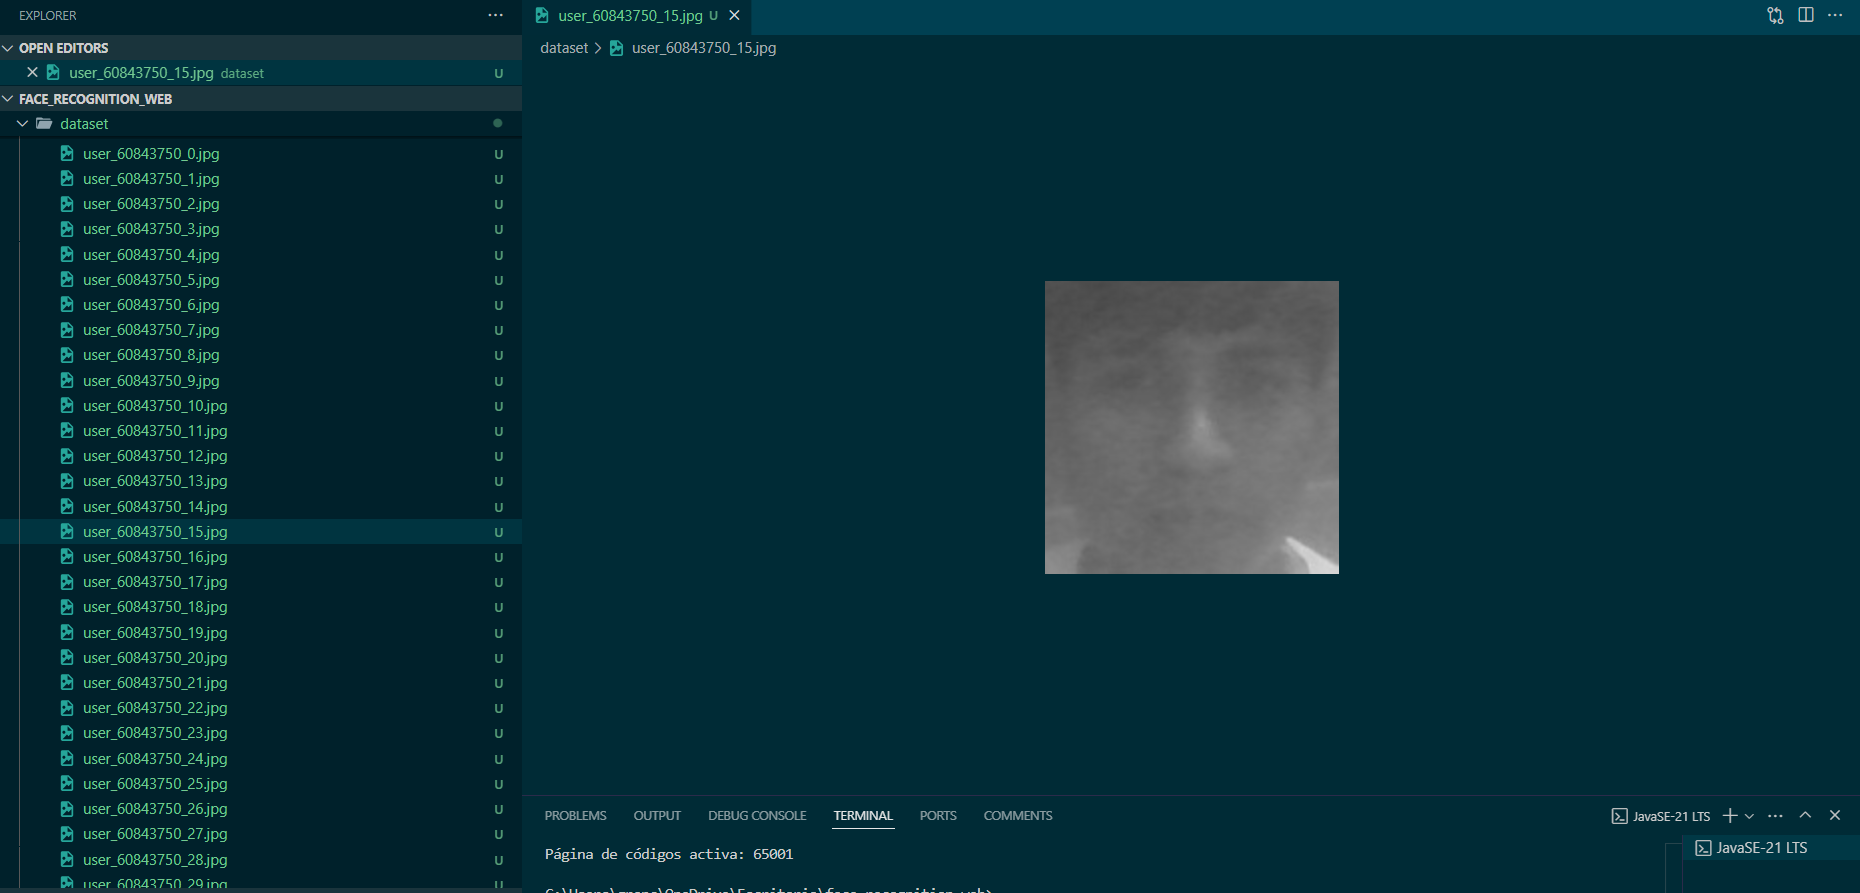 EXPLORER
OPEN EDITORS
user_60843750_15.jpg dataset U
FACE_RECOGNITION_WEB
dataset
user_60843750_0.jpg U
user_60843750_1.jpg U
user_60843750_2.jpg U
user_60843750_3.jpg U
user_60843750_4.jpg U
user_60843750_5.jpg U
user_60843750_6.jpg U
user_60843750_7.jpg U
user_60843750_8.jpg U
user_60843750_9.jpg U
user_60843750_10.jpg U
user_60843750_11.jpg U
user_60843750_12.jpg U
user_60843750_13.jpg U
user_60843750_14.jpg U
user_60843750_15.jpg U
user_60843750_16.jpg U
user_60843750_17.jpg U
user_60843750_18.jpg U
user_60843750_19.jpg U
user_60843750_20.jpg U
user_60843750_21.jpg U
user_60843750_22.jpg U
user_60843750_23.jpg U
user_60843750_24.jpg U
user_60843750_25.jpg U
user_60843750_26.jpg U
user_60843750_27.jpg U
user_60843750_28.jpg U
user_60843750_29.jpg U
user_60843750_15.jpg U
dataset > user_60843750_15.jpg
PROBLEMS OUTPUT DEBUG CONSOLE TERMINAL PORTS COMMENTS
JavaSE-21 LTS
Página de códigos activa: 65001
JavaSE-21 LTS